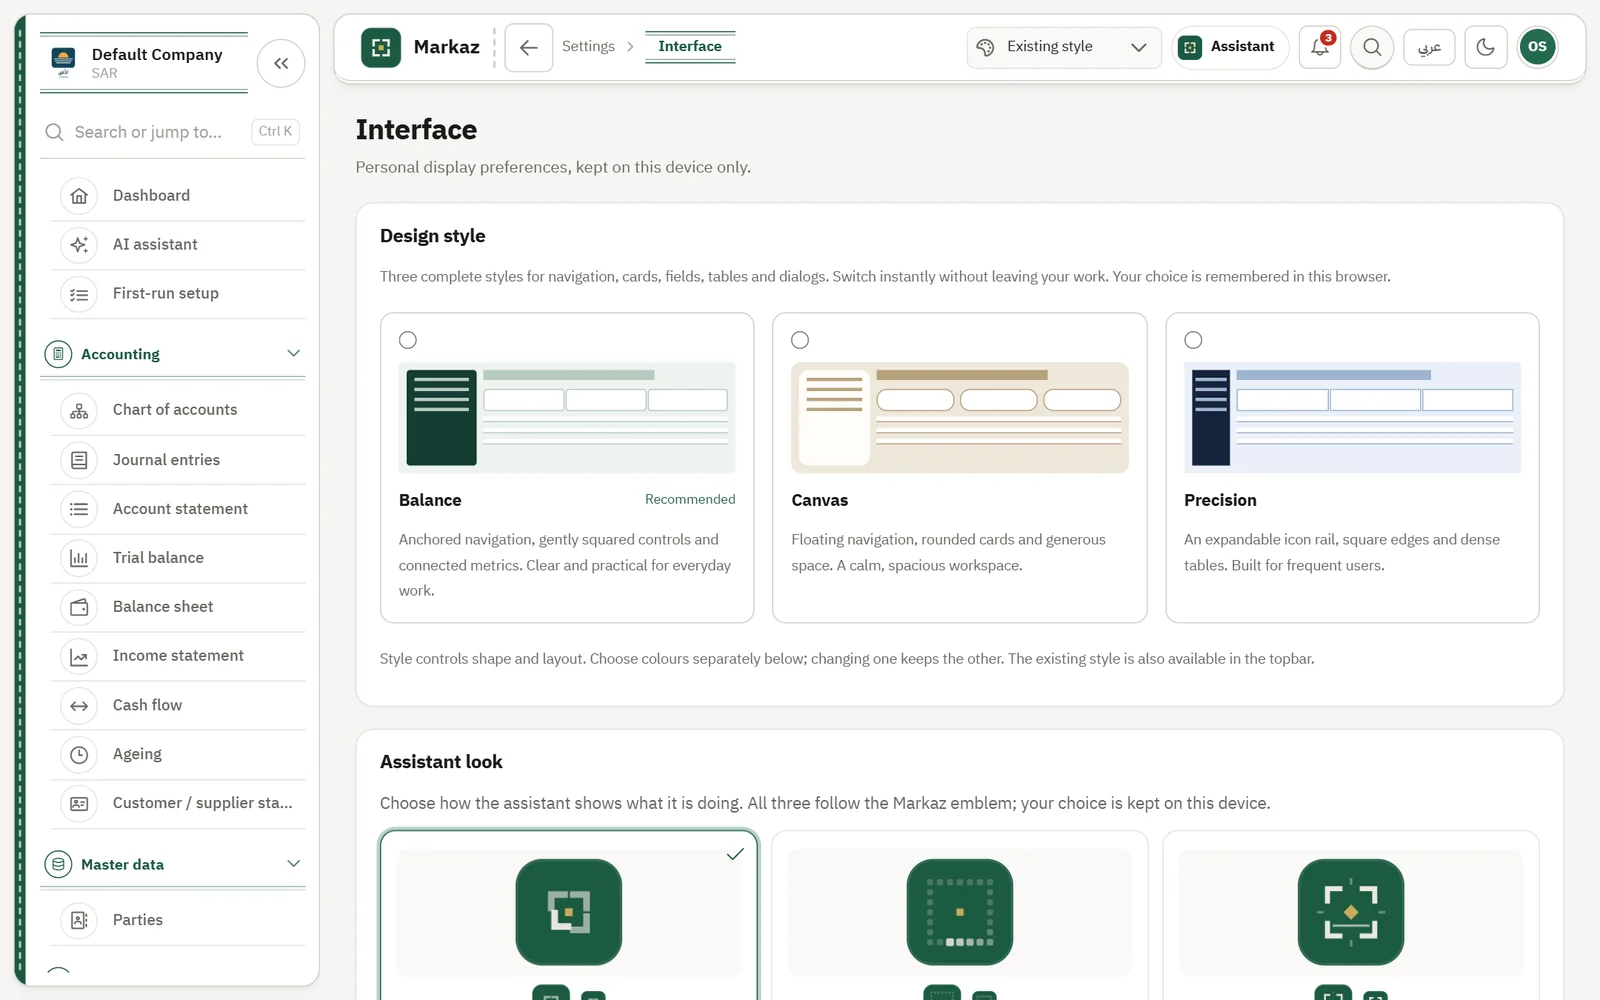 Default Company
SAR
Search or jump to...
Ctrl K
Dashboard
AI assistant
First-run setup
Accounting
Chart of accounts
Journal entries
Account statement
Trial balance
Balance sheet
Income statement
Cash flow
Ageing
Customer / supplier sta...
Master data
Parties
Markaz
Settings
Interface
Existing style
Assistant
3
عربي
OS
Interface
Personal display preferences, kept on this device only.
Design style
Three complete styles for navigation, cards, fields, tables and dialogs. Switch instantly without leaving your work. Your choice is remembered in this browser.
Balance
Recommended
Anchored navigation, gently squared controls and
connected metrics. Clear and practical for everyday
work.
Canvas
Floating navigation, rounded cards and generous
space. A calm, spacious workspace.
Precision
An expandable icon rail, square edges and dense
tables. Built for frequent users.
Style controls shape and layout. Choose colours separately below; changing one keeps the other. The existing style is also available in the topbar.
Assistant look
Choose how the assistant shows what it is doing. All three follow the Markaz emblem; your choice is kept on this device.